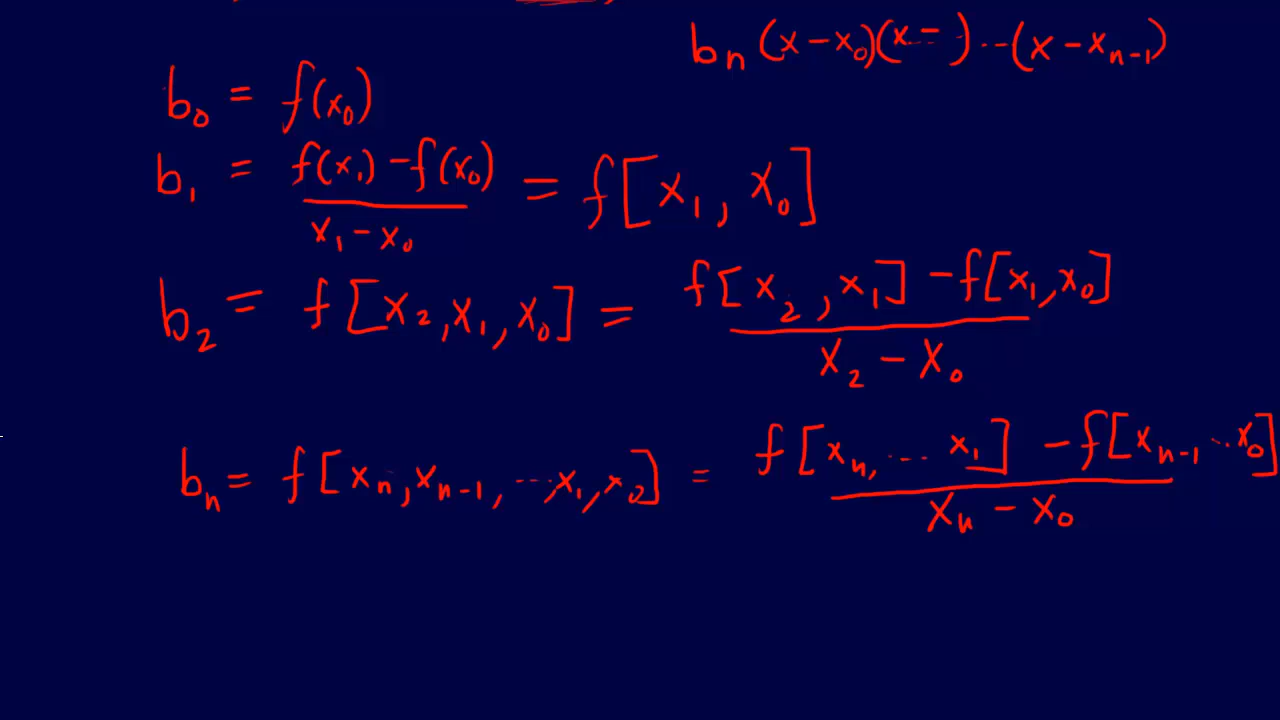 bₙ (x – x₀)(x – ) ... (x – xₙ₋₁)
b₀ = f(x₀)
b₁ = (f(x₁) – f(x₀)) / (x₁ – x₀) = f[x₁, x₀]
b₂ = f[x₂, x₁, x₀] = (f[x₂, x₁] – f[x₁, x₀]) / (x₂ – x₀)
bₙ = f[xₙ, xₙ₋₁, ..., x₁, x₀] = (f[xₙ, ... x₁] – f[xₙ₋₁ ... x₀]) / (xₙ – x₀)